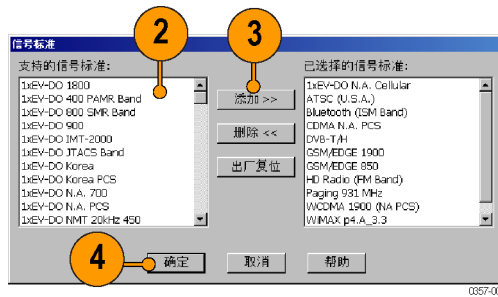 2
3
信号标准
支持的信号标准:
已选择的信号标准:
1xEV-DO 1800
1xEV-DO 400 PAMR Band
1xEV-DO 800 SMR Band
1xEV-DO 900
1xEV-DO IMT-2000
1xEV-DO JTACS Band
1xEV-DO Korea
1xEV-DO Korea PCS
1xEV-DO N.A. 700
1xEV-DO N.A. PCS
1xEV-DO NMT 20kHz 450
添加 >>
删除 <<
出厂复位
1xEV-DO N.A. Cellular
ATSC (U.S.A.)
Bluetooth (ISM Band)
CDMA N.A. PCS
DVB-T/H
GSM/EDGE 1900
GSM/EDGE 850
HD Radio (FM Band)
Paging 931 MHz
WCDMA 1900 (NA PCS)
WiMAX p4.A_3.3
4
确定
取消
帮助